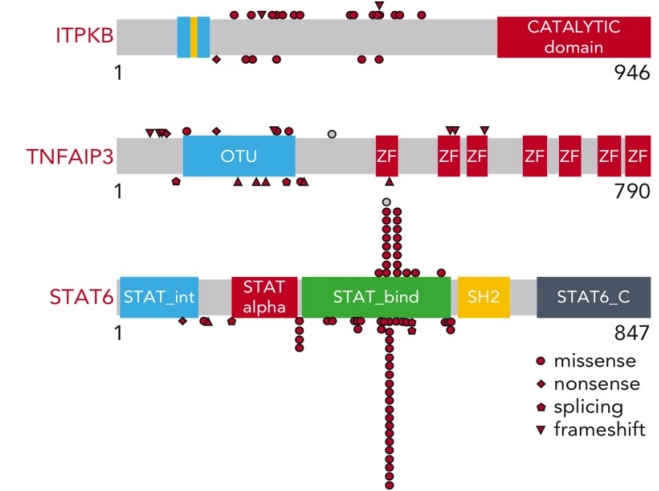 ITPKB
CATALYTIC
domain
1
946
TNFAIP3
OTU
ZF
ZF
ZF
ZF
ZF
ZF
ZF
1
790
STAT6
STAT_int
STAT
alpha
STAT_bind
SH2
STAT6_C
1
847
missense
nonsense
splicing
frameshift